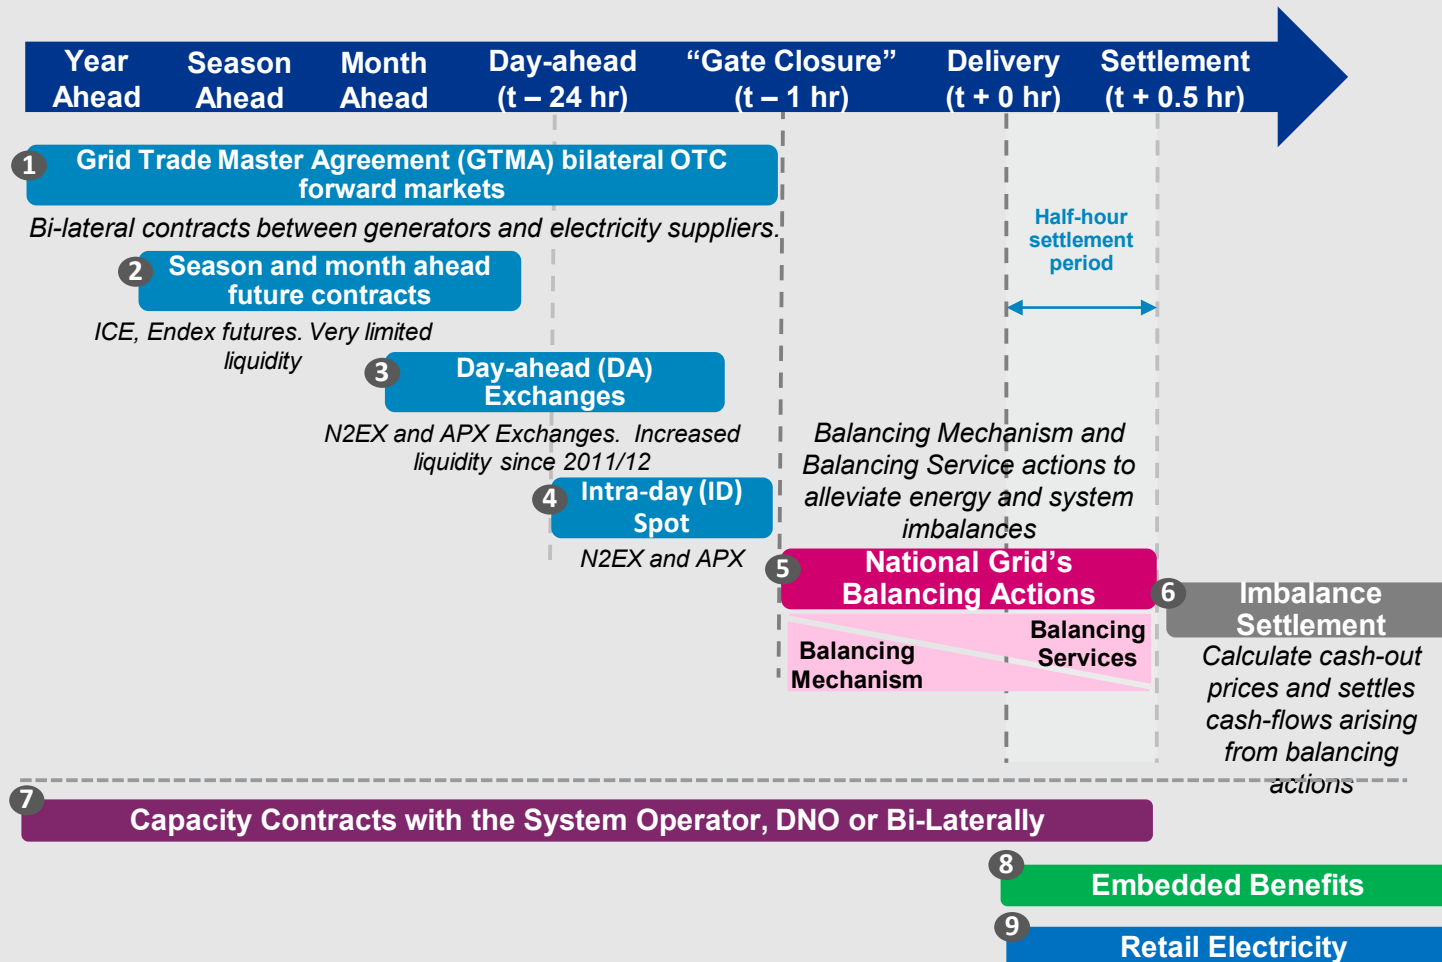 Year
Ahead
Season
Ahead
Month
Ahead
Day-ahead
(t – 24 hr)
“Gate Closure”
(t – 1 hr)
Delivery
(t + 0 hr)
Settlement
(t + 0.5 hr)
1
Grid Trade Master Agreement (GTMA) bilateral OTC
forward markets
Bi-lateral contracts between generators and electricity suppliers.
Half-hour
settlement
period
2
Season and month ahead
future contracts
ICE, Endex futures. Very limited
liquidity
3
Day-ahead (DA)
Exchanges
N2EX and APX Exchanges. Increased
liquidity since 2011/12
4
Intra-day (ID)
Spot
N2EX and APX
Balancing Mechanism and
Balancing Service actions to
alleviate energy and system
imbalances
5
National Grid’s
Balancing Actions
Balancing
Mechanism
Balancing
Services
6
Imbalance
Settlement
Calculate cash-out
prices and settles
cash-flows arising
from balancing
actions
7
Capacity Contracts with the System Operator, DNO or Bi-Laterally
8
Embedded Benefits
9
Retail Electricity